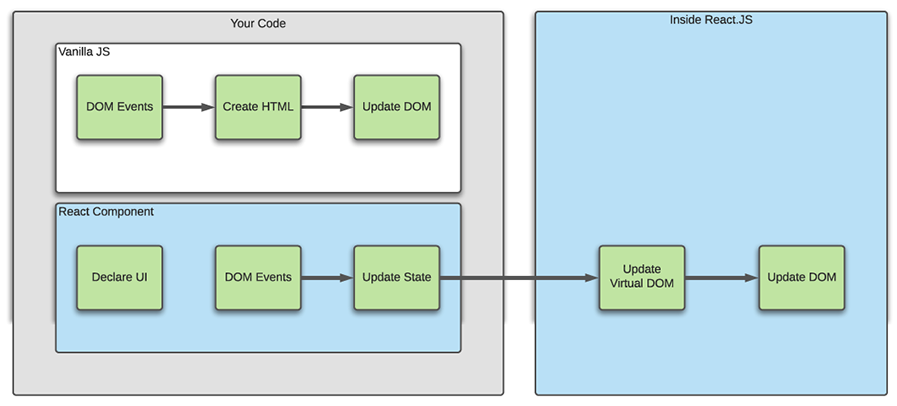 Your Code
Vanilla JS
DOM Events
Create HTML
Update DOM
React Component
Declare UI
DOM Events
Update State
Inside React.JS
Update
Virtual DOM
Update DOM